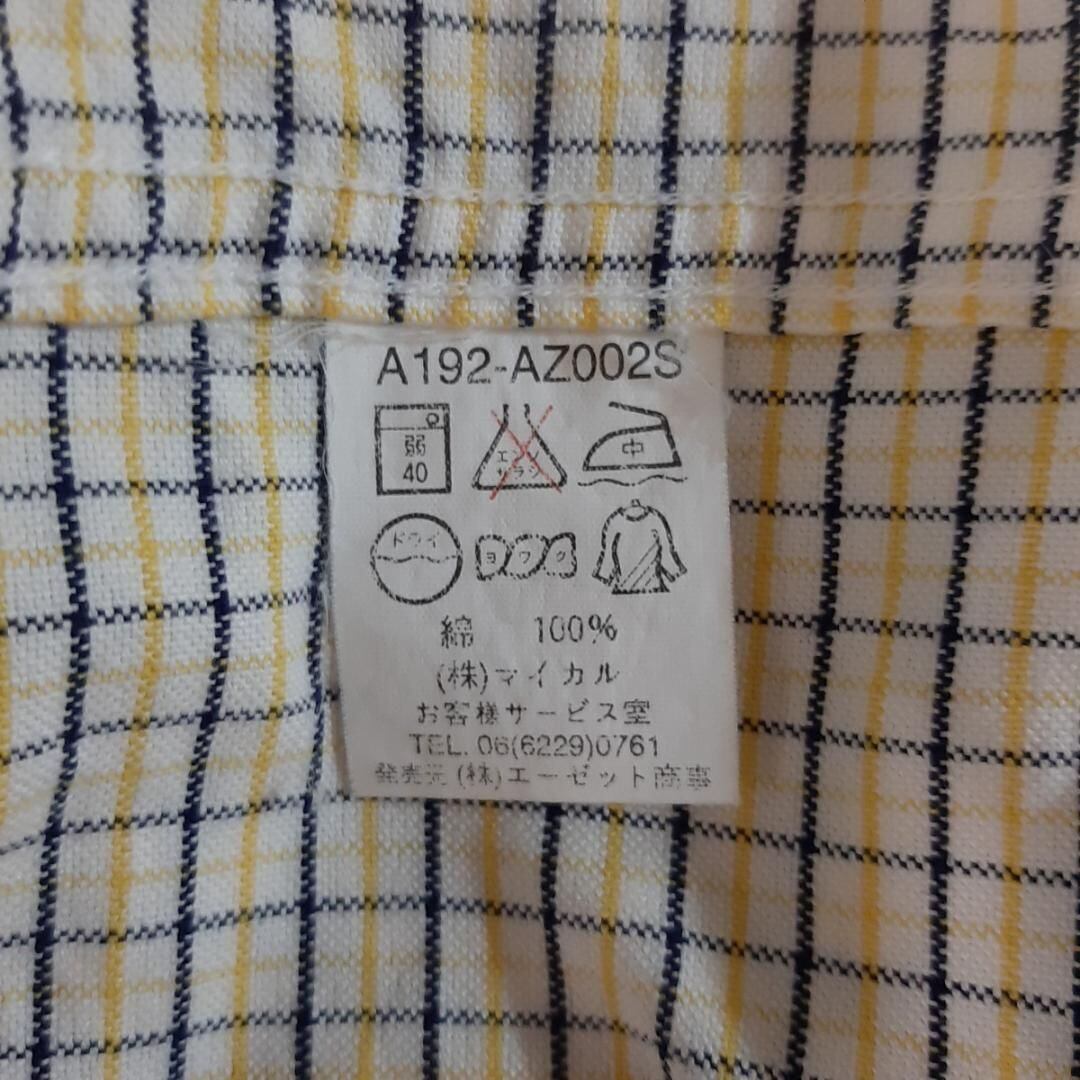 A192-AZ002S
弱
40
エンソ
サラシ
中
ドライ
ヨワク
綿 100%
(株)マイカル
お客様サービス室
TEL. 06(6229)0761
発売元 (株)エーゼット商事